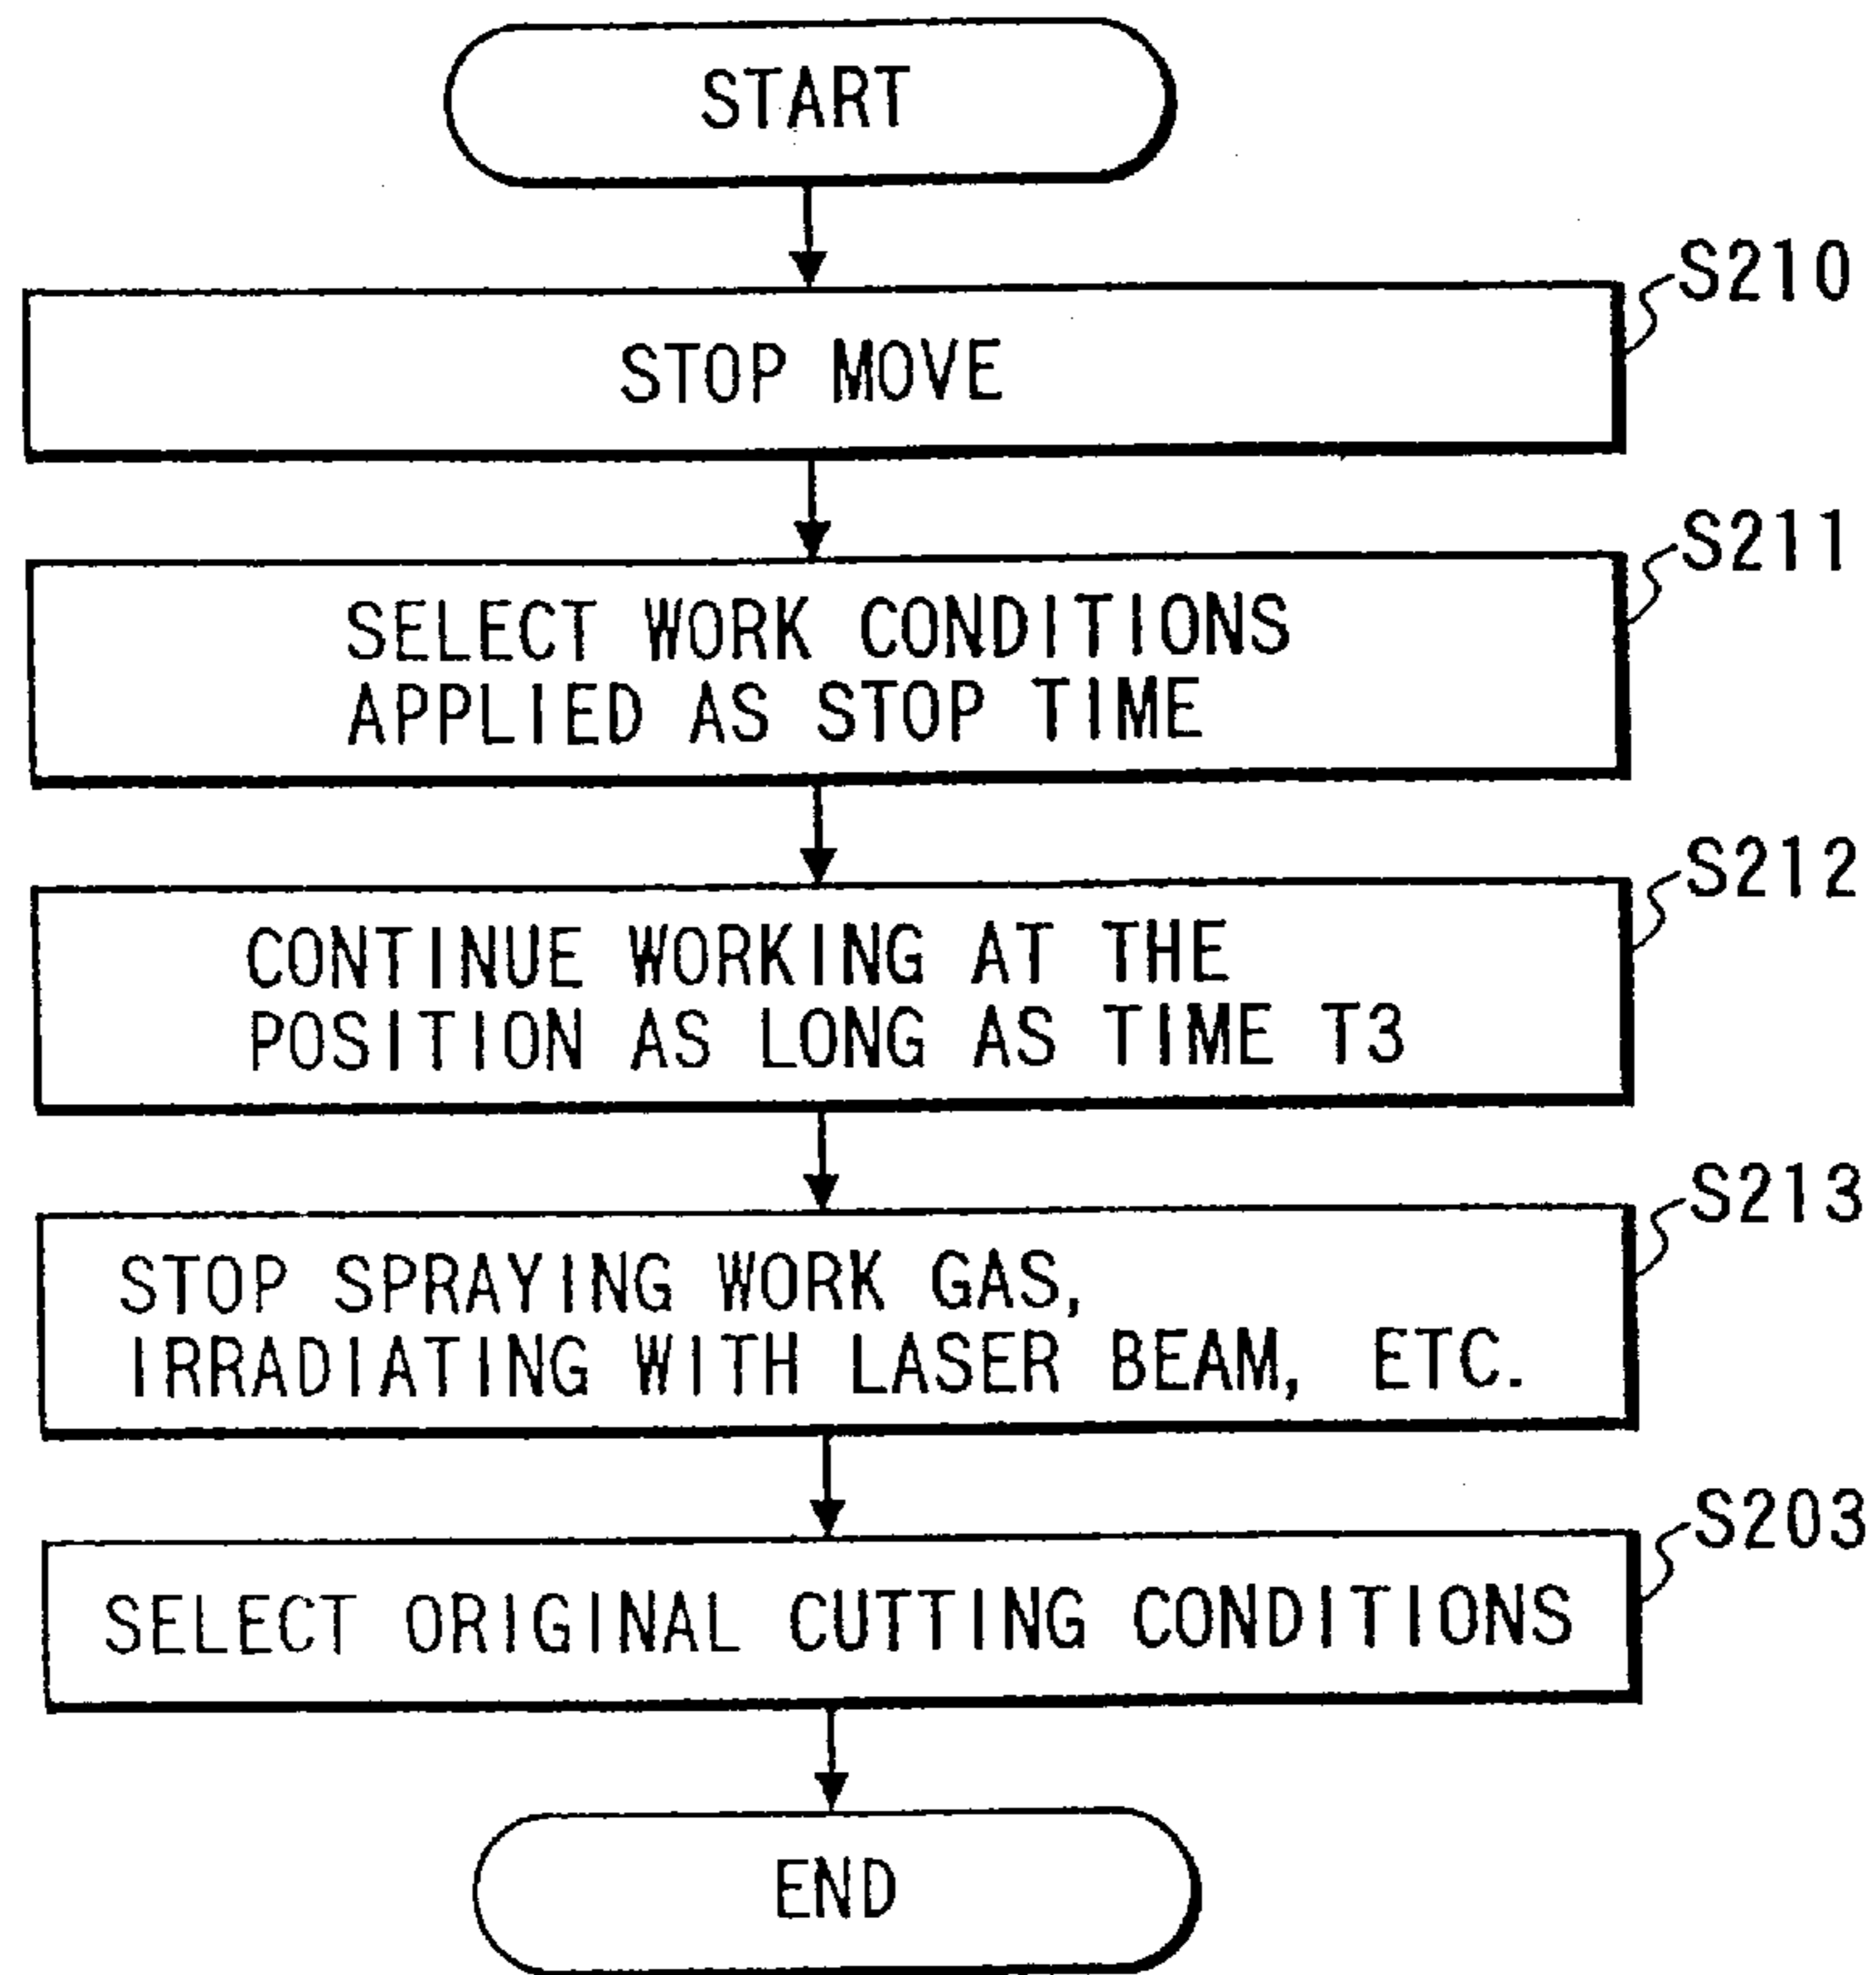 START
S210
STOP MOVE
S211
SELECT WORK CONDITIONS
APPLIED AS STOP TIME
S212
CONTINUE WORKING AT THE
POSITION AS LONG AS TIME T3
S213
STOP SPRAYING WORK GAS,
IRRADIATING WITH LASER BEAM, ETC.
S203
SELECT ORIGINAL CUTTING CONDITIONS
END